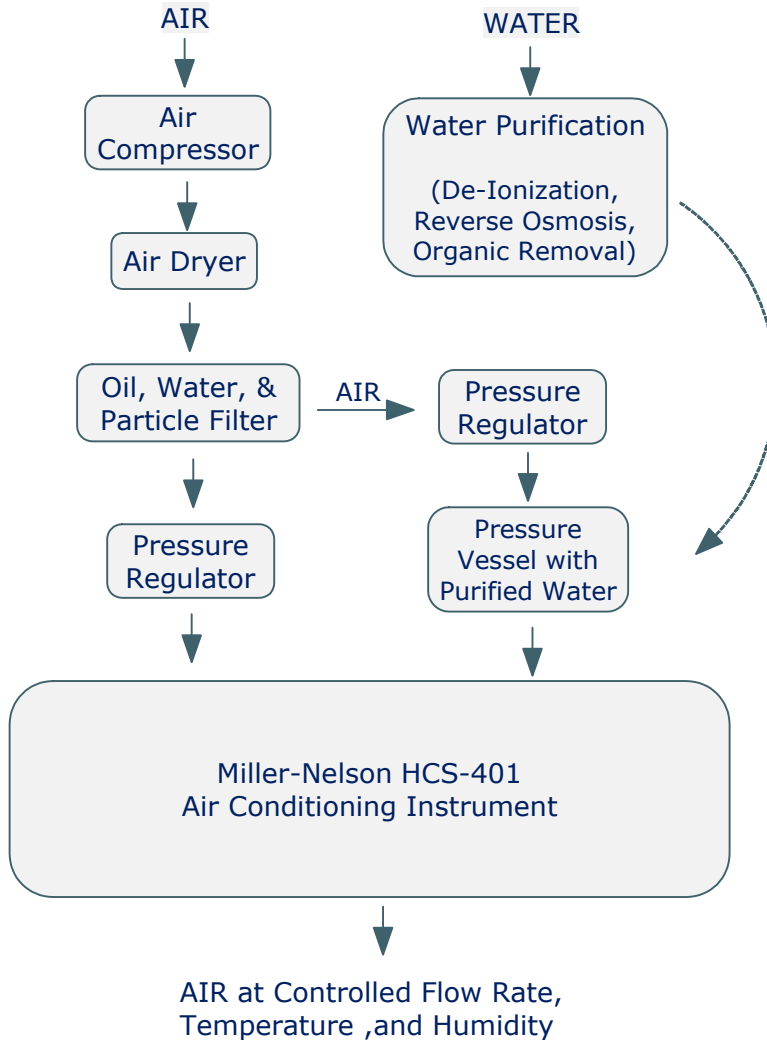 AIR
WATER
Air
Compressor
Water Purification
(De-Ionization,
Reverse Osmosis,
Organic Removal)
Air Dryer
Oil, Water, &
Particle Filter
AIR
Pressure
Regulator
Pressure
Regulator
Pressure
Vessel with
Purified Water
Miller-Nelson HCS-401
Air Conditioning Instrument
AIR at Controlled Flow Rate,
Temperature ,and Humidity